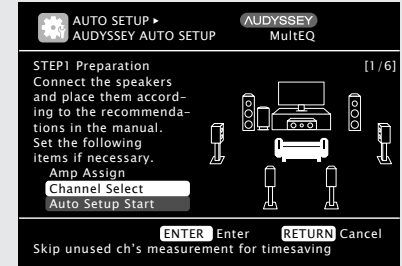 AUTO SETUP ▸
AUDYSSEY AUTO SETUP
AUDYSSEY
MultEQ
STEP1 Preparation
[1/6]
Connect the speakers
and place them accord-
ing to the recommenda-
tions in the manual.
Set the following
items if necessary.
Amp Assign
Channel Select
Auto Setup Start
ENTER Enter
RETURN Cancel
Skip unused ch's measurement for timesaving